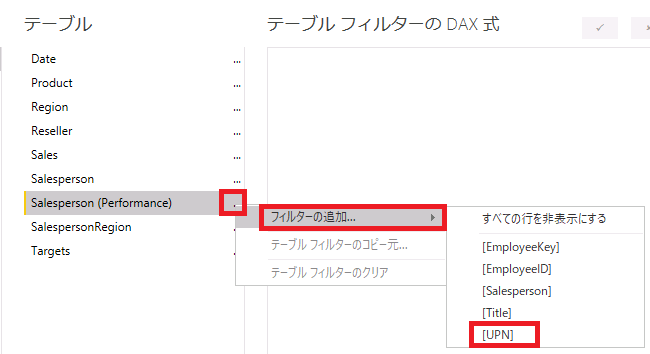 テーブル
テーブル フィルターの DAX 式
Date
...
Product
...
Region
...
Reseller
...
Sales
...
Salesperson
...
Salesperson (Performance)
SalespersonRegion
Targets
...
フィルターの追加...
テーブル フィルターのコピー元...
テーブル フィルターのクリア
すべての行を非表示にする
[EmployeeKey]
[EmployeeID]
[Salesperson]
[Title]
[UPN]